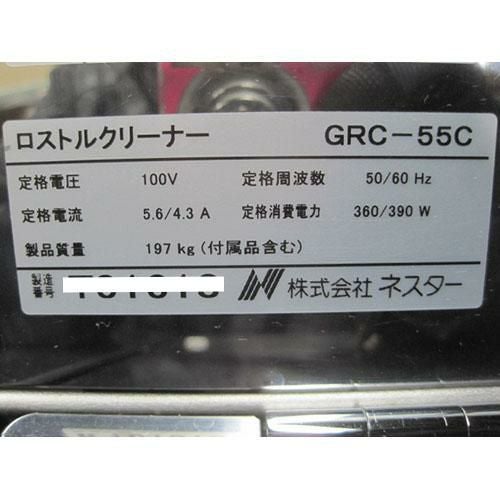 ロストルクリーナー GRC-55C
定格電圧 100V 定格周波数 50/60 Hz
定格電流 5.6/4.3 A 定格消費電力 360/390 W
製品質量 197 kg (付属品含む)
製造番号 株式会社 ネスター